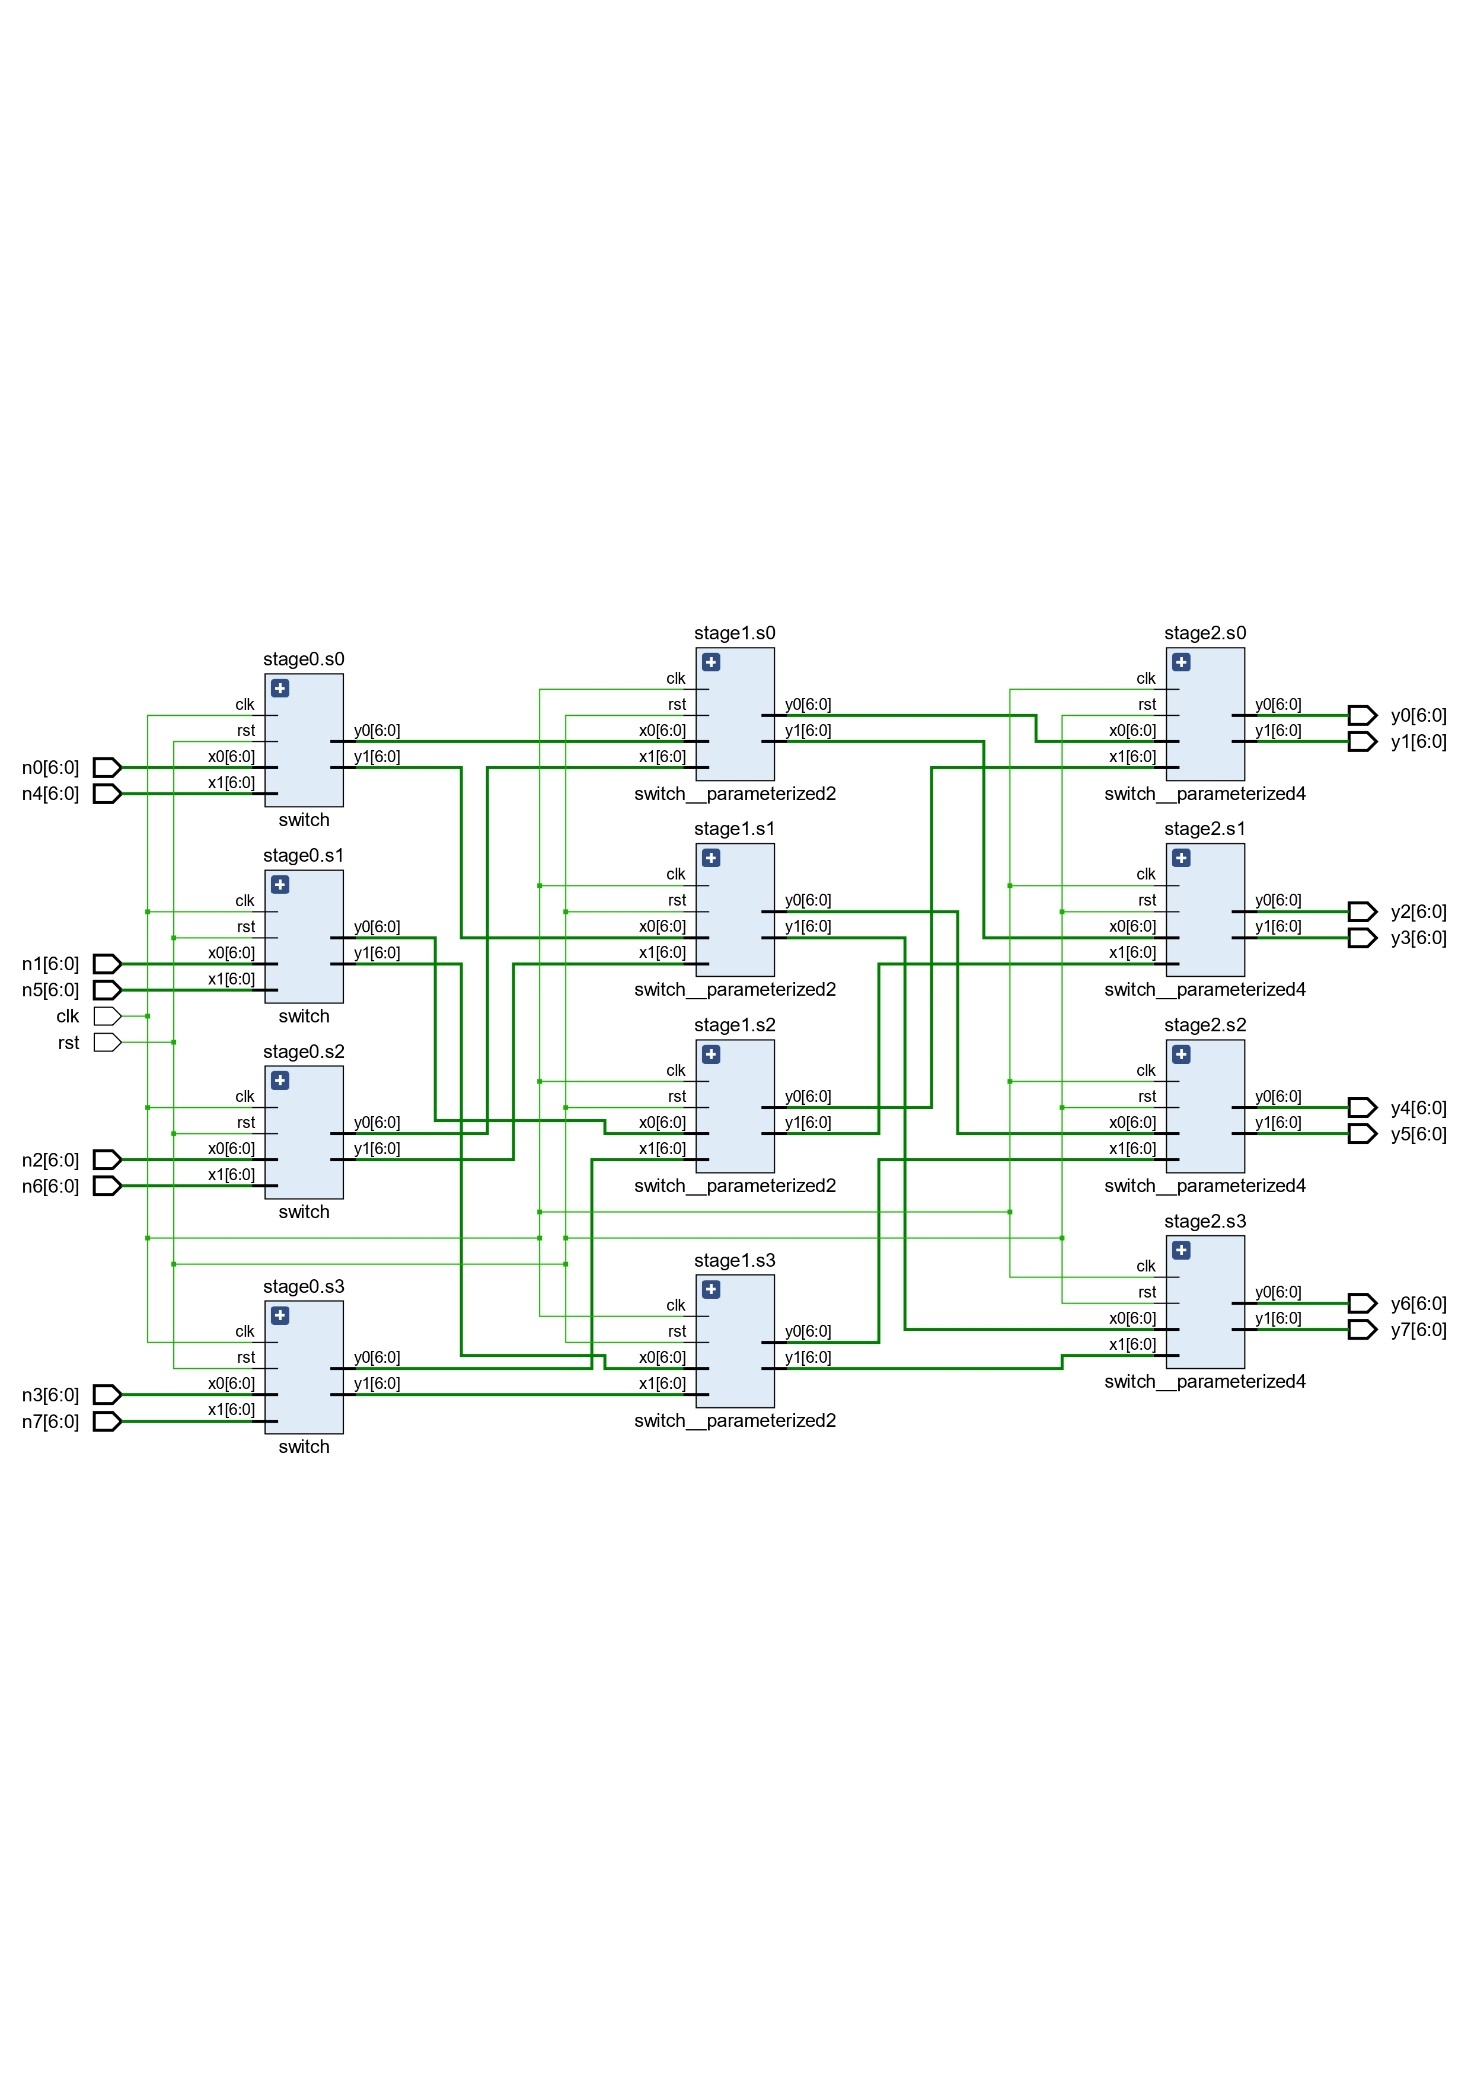 stage0.s0
clk
rst
x0[6:0]
x1[6:0]
y0[6:0]
y1[6:0]
switch
n0[6:0]
n4[6:0]
stage0.s1
clk
rst
x0[6:0]
x1[6:0]
y0[6:0]
y1[6:0]
switch
n1[6:0]
n5[6:0]
clk
rst
stage0.s2
clk
rst
x0[6:0]
x1[6:0]
y0[6:0]
y1[6:0]
switch
n2[6:0]
n6[6:0]
stage0.s3
clk
rst
x0[6:0]
x1[6:0]
y0[6:0]
y1[6:0]
switch
n3[6:0]
n7[6:0]
stage1.s0
clk
rst
x0[6:0]
x1[6:0]
y0[6:0]
y1[6:0]
switch__parameterized2
stage1.s1
clk
rst
x0[6:0]
x1[6:0]
y0[6:0]
y1[6:0]
switch__parameterized2
stage1.s2
clk
rst
x0[6:0]
x1[6:0]
y0[6:0]
y1[6:0]
switch__parameterized2
stage1.s3
clk
rst
x0[6:0]
x1[6:0]
y0[6:0]
y1[6:0]
switch__parameterized2
stage2.s0
clk
rst
x0[6:0]
x1[6:0]
y0[6:0]
y1[6:0]
switch__parameterized4
y0[6:0]
y1[6:0]
stage2.s1
clk
rst
x0[6:0]
x1[6:0]
y0[6:0]
y1[6:0]
switch__parameterized4
y2[6:0]
y3[6:0]
stage2.s2
clk
rst
x0[6:0]
x1[6:0]
y0[6:0]
y1[6:0]
switch__parameterized4
y4[6:0]
y5[6:0]
stage2.s3
clk
rst
x0[6:0]
x1[6:0]
y0[6:0]
y1[6:0]
switch__parameterized4
y6[6:0]
y7[6:0]